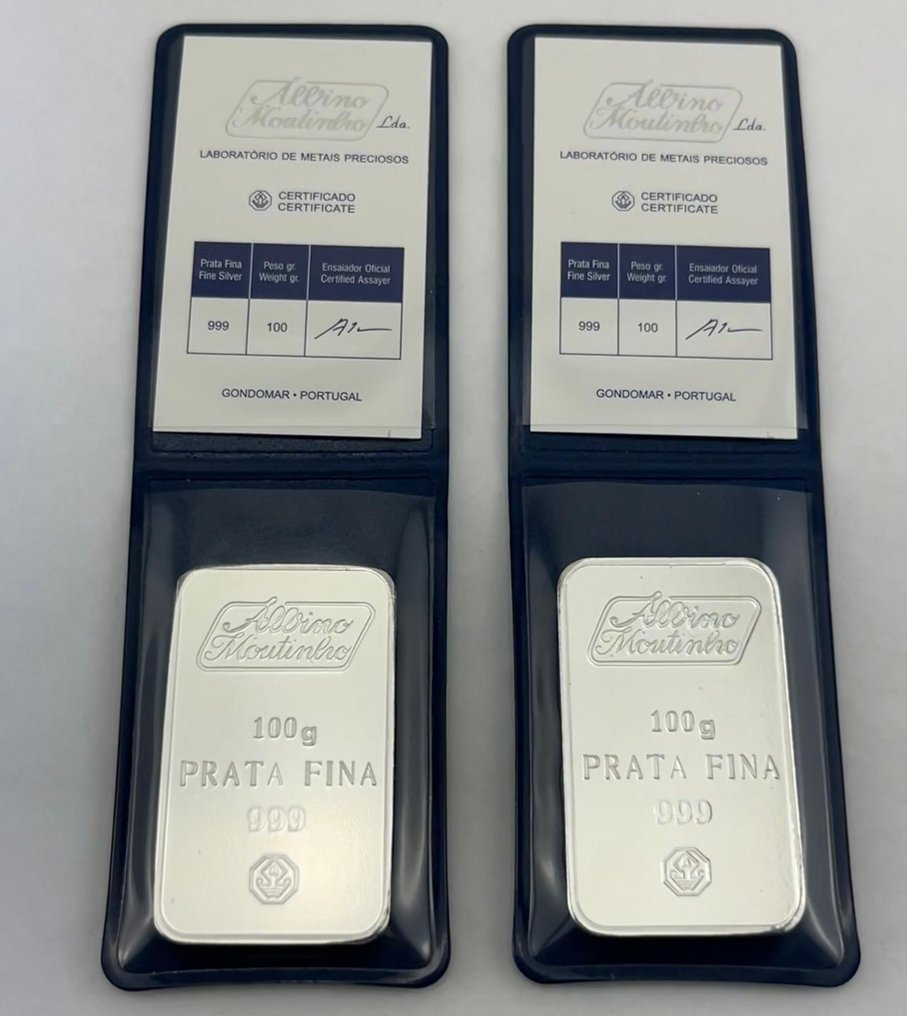 Albino
Moutinho Lda.
LABORATÓRIO DE METAIS PRECIOSOS
CERTIFICADO
CERTIFICATE
Prata Fina
Fine Silver
Peso gr.
Weight gr.
Ensaiador Oficial
Certified Assayer
999
100
GONDOMAR • PORTUGAL
Albino
Moutinho
100g
PRATA FINA
999
Albino
Moutinho Lda.
LABORATÓRIO DE METAIS PRECIOSOS
CERTIFICADO
CERTIFICATE
Prata Fina
Fine Silver
Peso gr.
Weight gr.
Ensaiador Oficial
Certified Assayer
999
100
GONDOMAR • PORTUGAL
Albino
Moutinho
100g
PRATA FINA
999